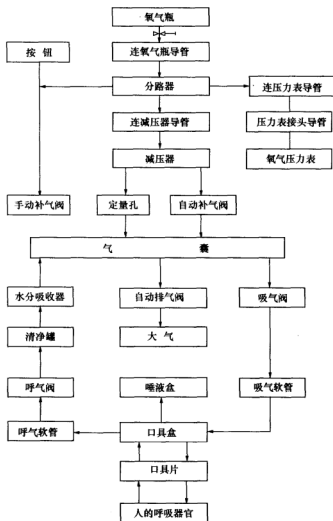 氧气瓶
按 钮
连氧气瓶导管
分路器
连压力表导管
连减压器导管
压力表接头导管
减压器
氧气压力表
手动补气阀
定量孔
自动补气阀
气 囊
水分吸收器
自动排气阀
吸气阀
清净罐
大 气
呼气阀
唾液盒
吸气软管
呼气软管
口具盒
口具片
人的呼吸器官